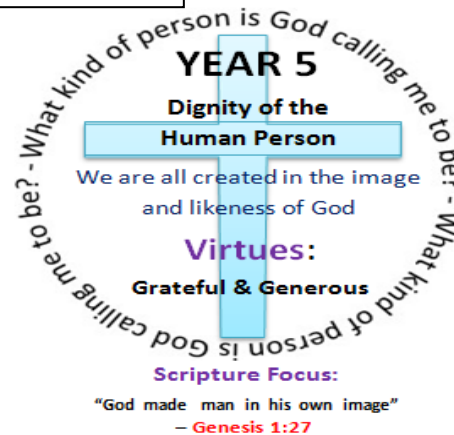 What kind of person is God calling me to be? - What kind of person is God calling me to be? -
YEAR 5
Dignity of the
Human Person
We are all created in the image
and likeness of God
Virtues:
Grateful & Generous
Scripture Focus:
“God made man in his own image”
– Genesis 1:27